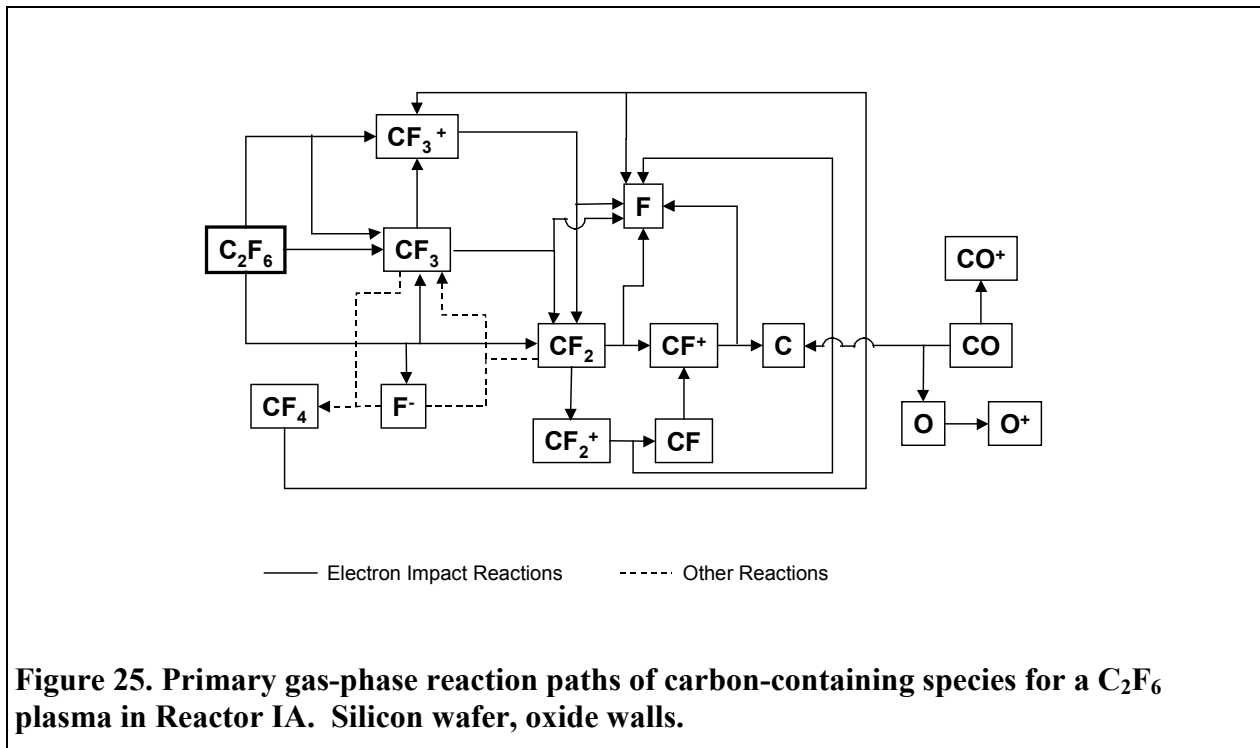 CF₃⁺
F
C₂F₆
CF₃
CO⁺
CF₂
CF⁺
C
CO
CF₄
F⁻
O
O⁺
CF₂⁺
CF
Electron Impact Reactions
Other Reactions
Figure 25. Primary gas-phase reaction paths of carbon-containing species for a C₂F₆
plasma in Reactor IA. Silicon wafer, oxide walls.